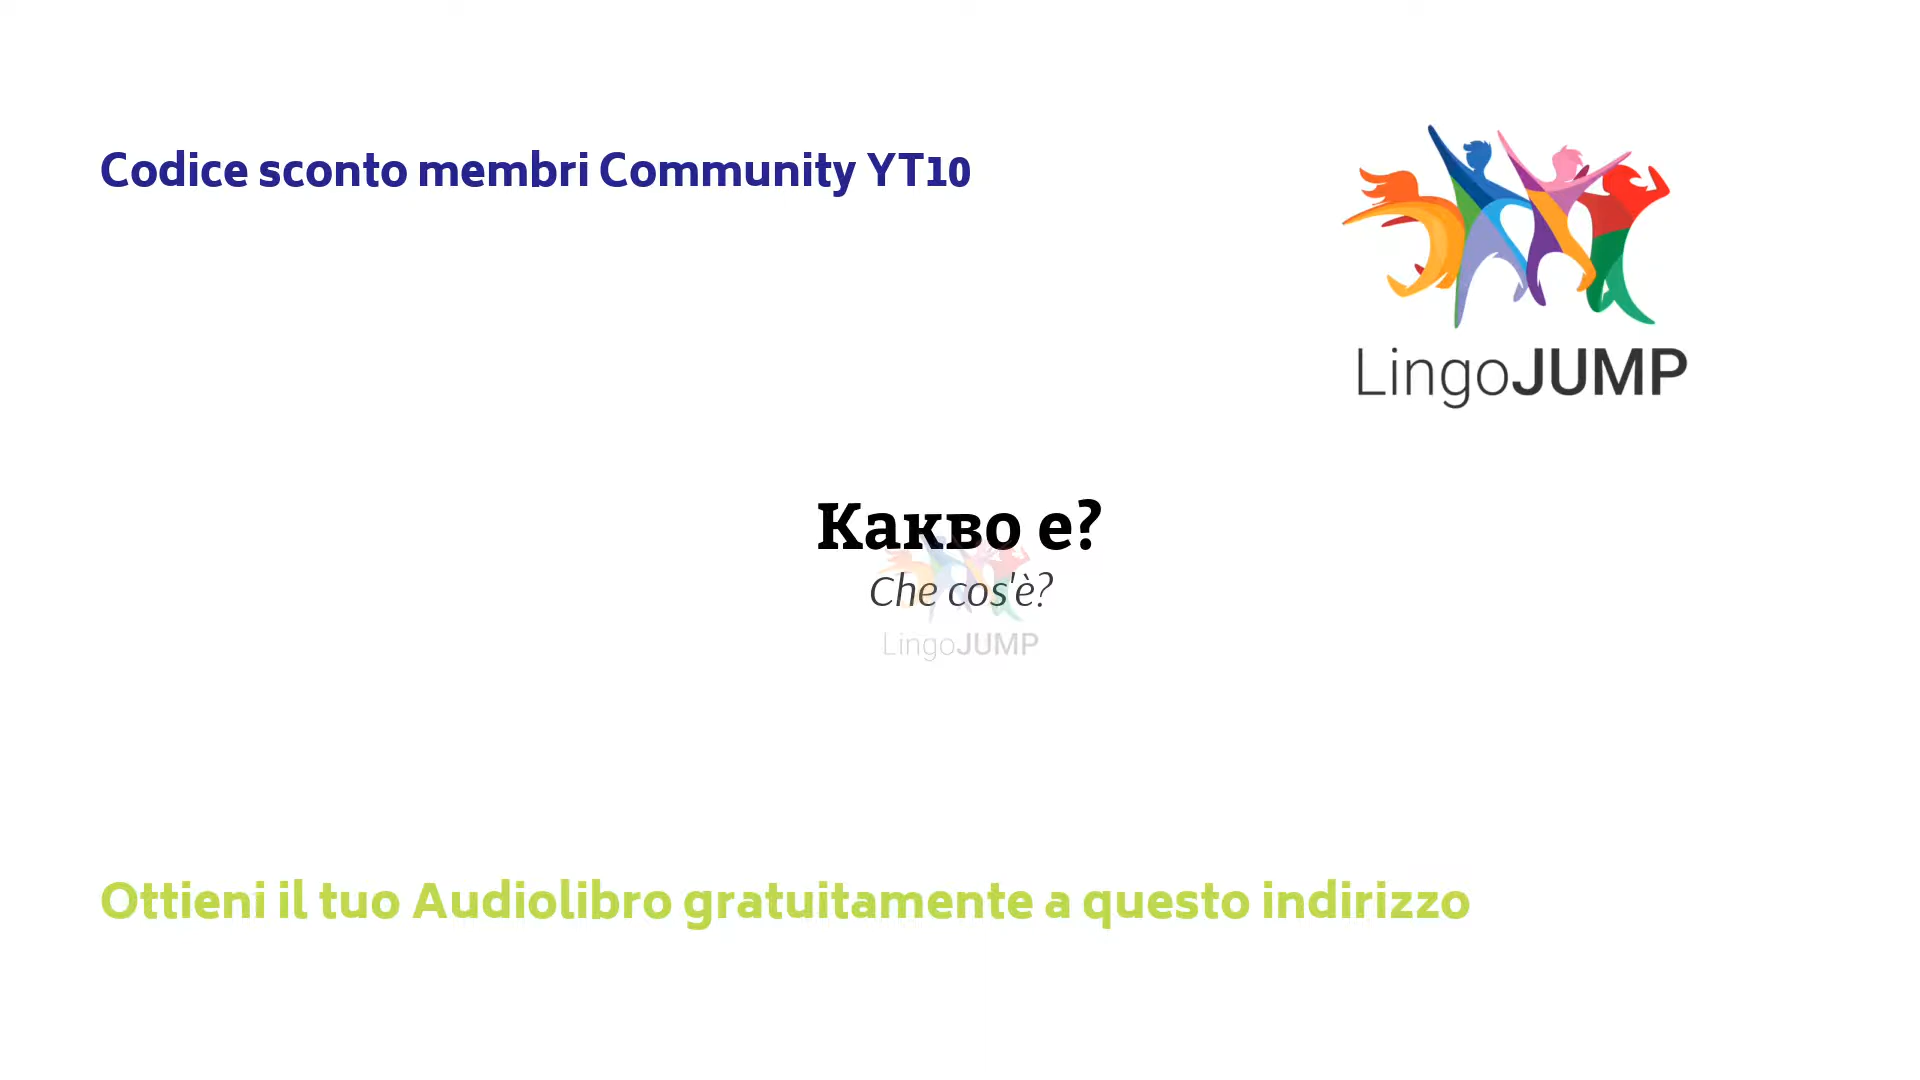 Codice sconto membri Community YT10
LingoJUMP
Какво е?
Che cos'è?
LingoJUMP
Ottieni il tuo Audiolibro gratuitamente a questo indirizzo